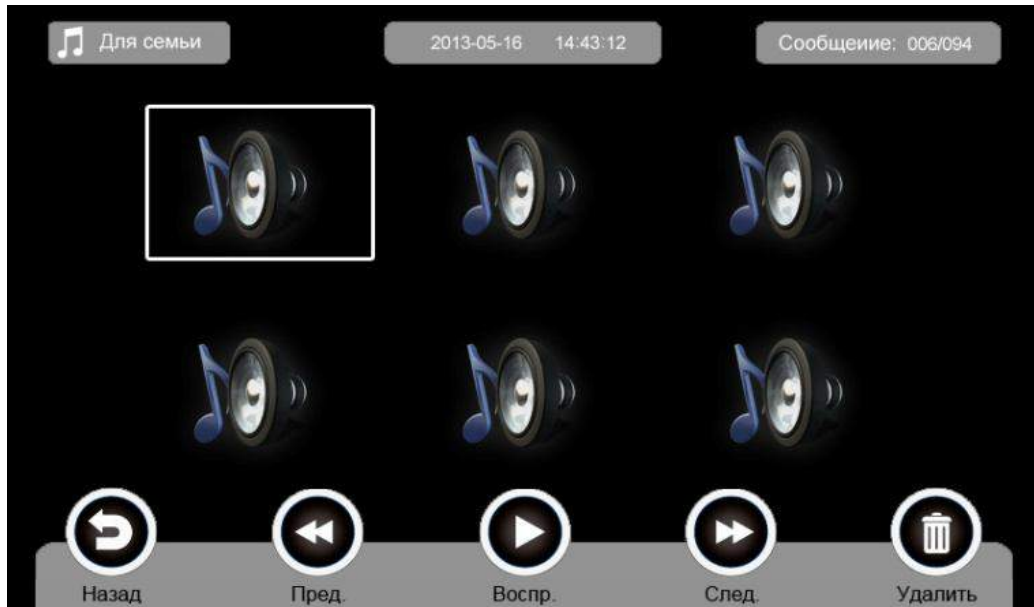 Для семьи
2013-05-16 14:43:12
Сообщеиие: 006/094
Назад
Пред.
Воспр.
След.
Удалить